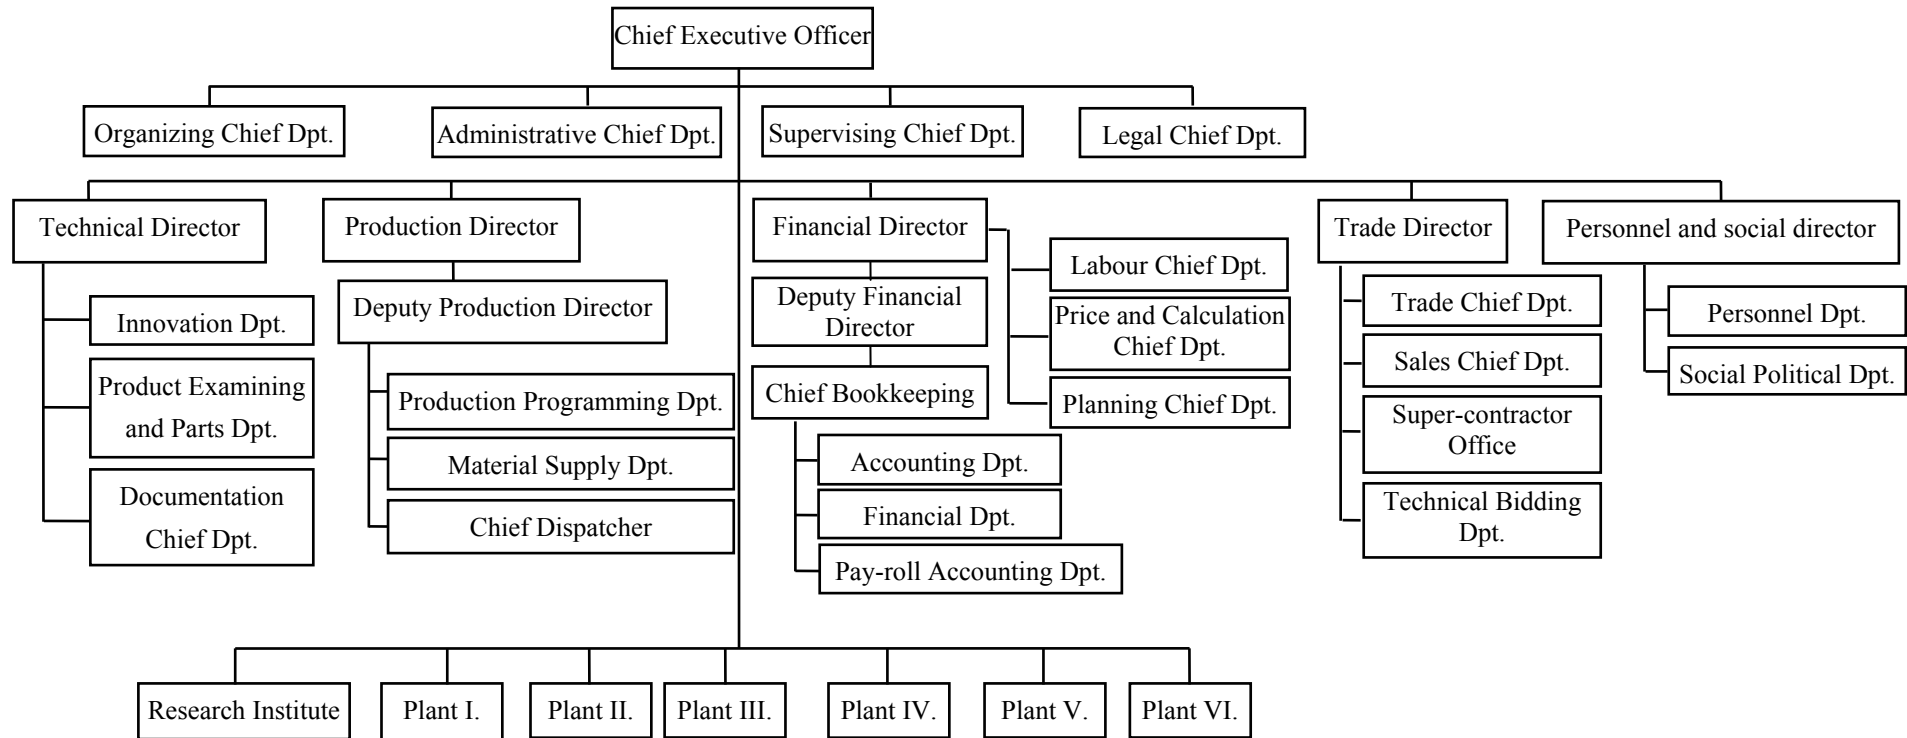 Chief Executive Officer
Organizing Chief Dpt.
Administrative Chief Dpt.
Supervising Chief Dpt.
Legal Chief Dpt.
Technical Director
Production Director
Financial Director
Trade Director
Personnel and social director
Innovation Dpt.
Product Examining
and Parts Dpt.
Documentation
Chief Dpt.
Deputy Production Director
Production Programming Dpt.
Material Supply Dpt.
Chief Dispatcher
Deputy Financial
Director
Chief Bookkeeping
Accounting Dpt.
Financial Dpt.
Pay-roll Accounting Dpt.
Labour Chief Dpt.
Price and Calculation
Chief Dpt.
Planning Chief Dpt.
Trade Chief Dpt.
Sales Chief Dpt.
Super-contractor
Office
Technical Bidding
Dpt.
Personnel Dpt.
Social Political Dpt.
Research Institute
Plant I.
Plant II.
Plant III.
Plant IV.
Plant V.
Plant VI.